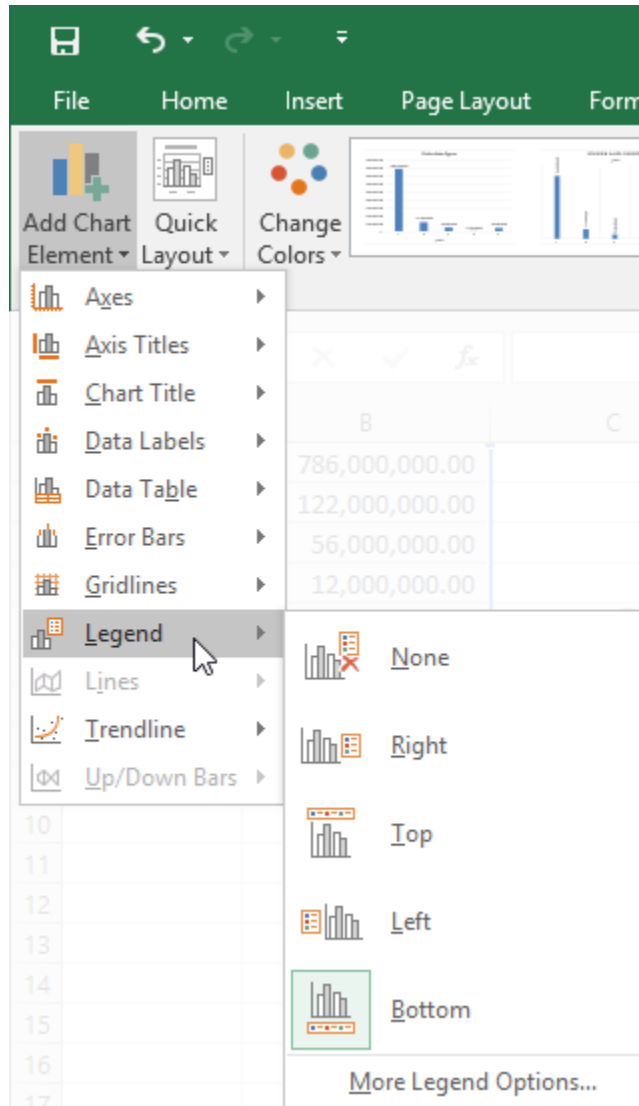 File Home Insert Page Layout Form
Add Chart Element
Quick Layout
Change Colors
Axes
Axis Titles
Chart Title
fx
Data Labels
B C
786,000,000.00
Data Table
122,000,000.00
Error Bars
56,000,000.00
Gridlines
12,000,000.00
Legend
None
Lines
Trendline
Right
Up/Down Bars
10
Top
11
12
Left
13
14
Bottom
15
16
More Legend Options...
17